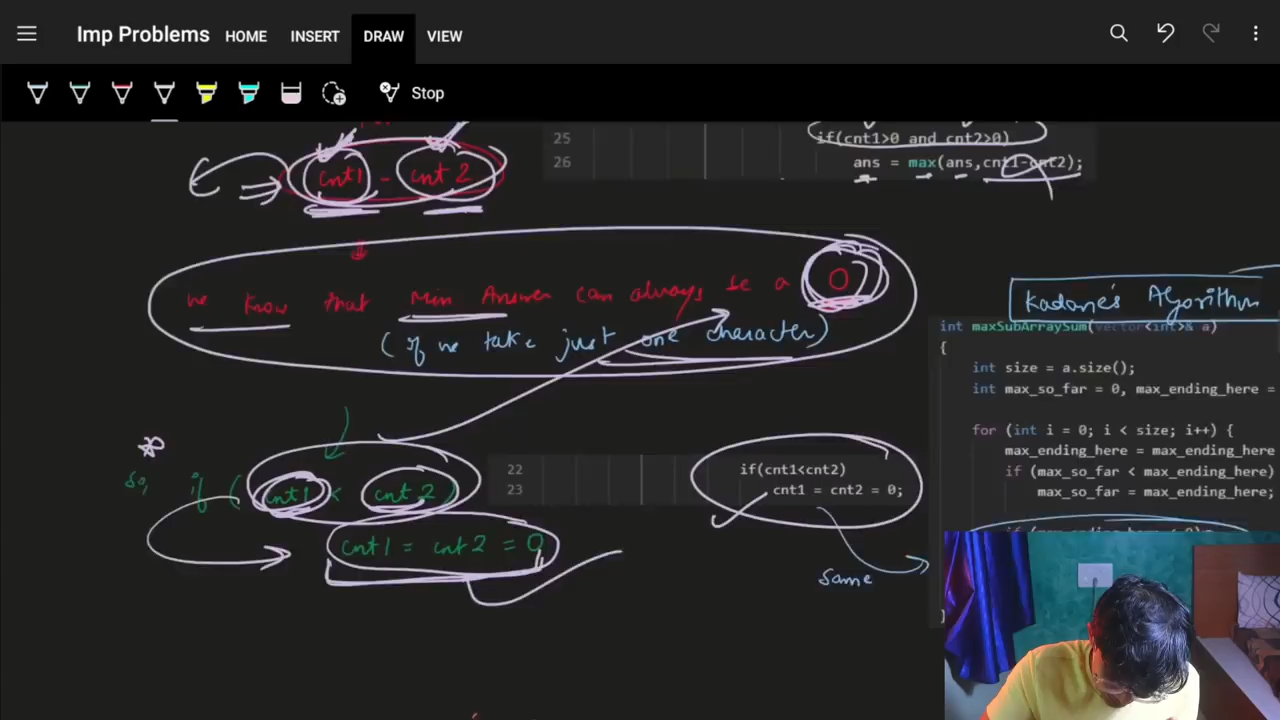 Imp Problems HOME INSERT DRAW VIEW
Stop
25 if(cnt1>0 and cnt2>0)
26 ans = max(ans,cnt1-cnt2);
cnt1 - cnt2
we know that Min Answer can always be a 0
(if we take just one character)
Kadane's Algorithm
int maxSubArraySum(vector<int>& a)
{
int size = a.size();
int max_so_far = 0, max_ending_here =
for (int i = 0; i < size; i++) {
max_ending_here = max_ending_here
if (max_so_far < max_ending_here)
max_so_far = max_ending_here;
so, if (cnt1 < cnt2)
cnt1 = cnt2 = 0
22 if(cnt1<cnt2)
23 cnt1 = cnt2 = 0;
Same
}